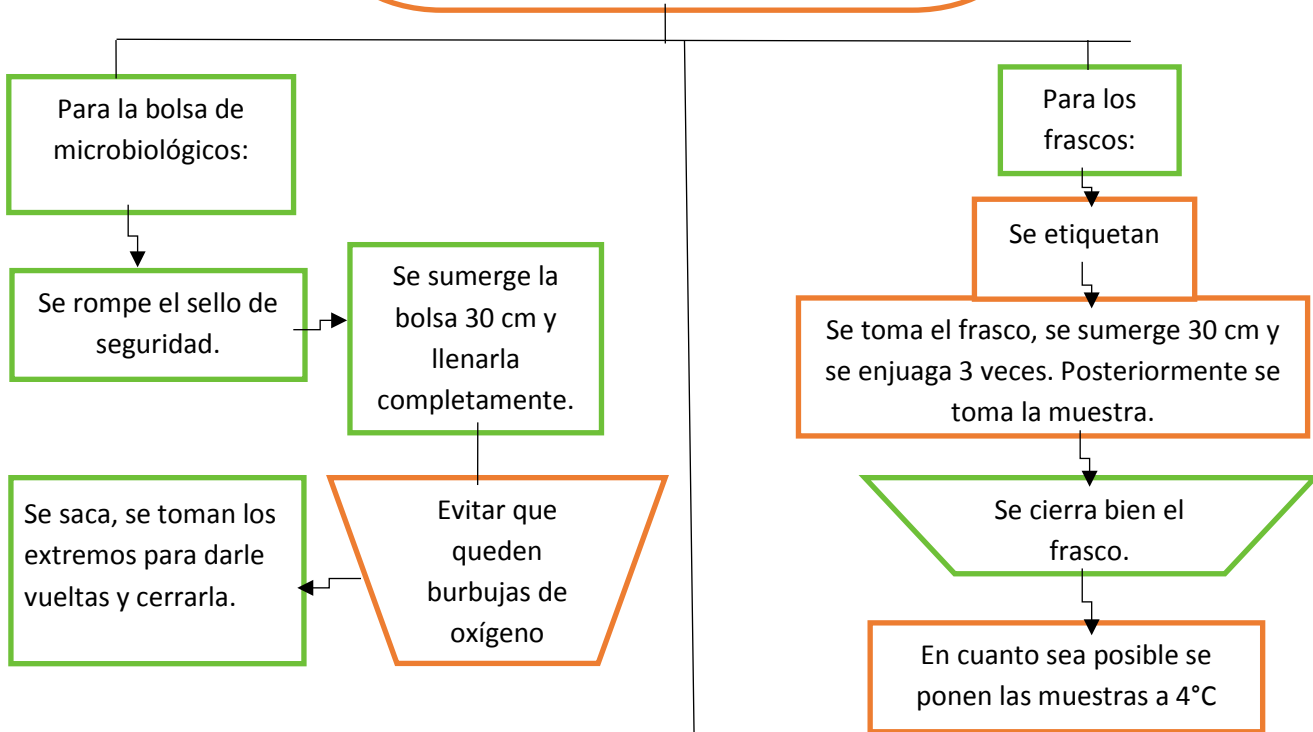 Para la bolsa de
microbiológicos:
Se rompe el sello de
seguridad.
Se sumerge la
bolsa 30 cm y
llenarla
completamente.
Evitar que
queden
burbujas de
oxígeno
Se saca, se toman los
extremos para darle
vueltas y cerrarla.
Para los
frascos:
Se etiquetan
Se toma el frasco, se sumerge 30 cm y
se enjuaga 3 veces. Posteriormente se
toma la muestra.
Se cierra bien el
frasco.
En cuanto sea posible se
ponen las muestras a 4°C